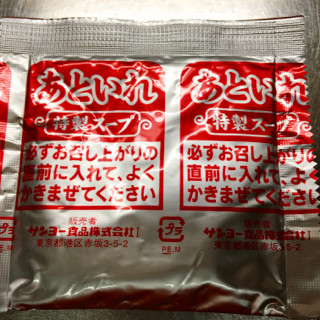 あといれ
特製スープ
必ずお召し上がりの
直前に入れて、よく
かきまぜてください
販売者
サンヨー食品株式会社
東京都港区赤坂3-5-2
プラ
PE,M
あといれ
特製スープ
必ずお召し上がりの
直前に入れて、よ
かきまぜてくださ
販売者
サンヨー食品株式会社
東京都港区赤坂3-5-2
プラ
PE,M